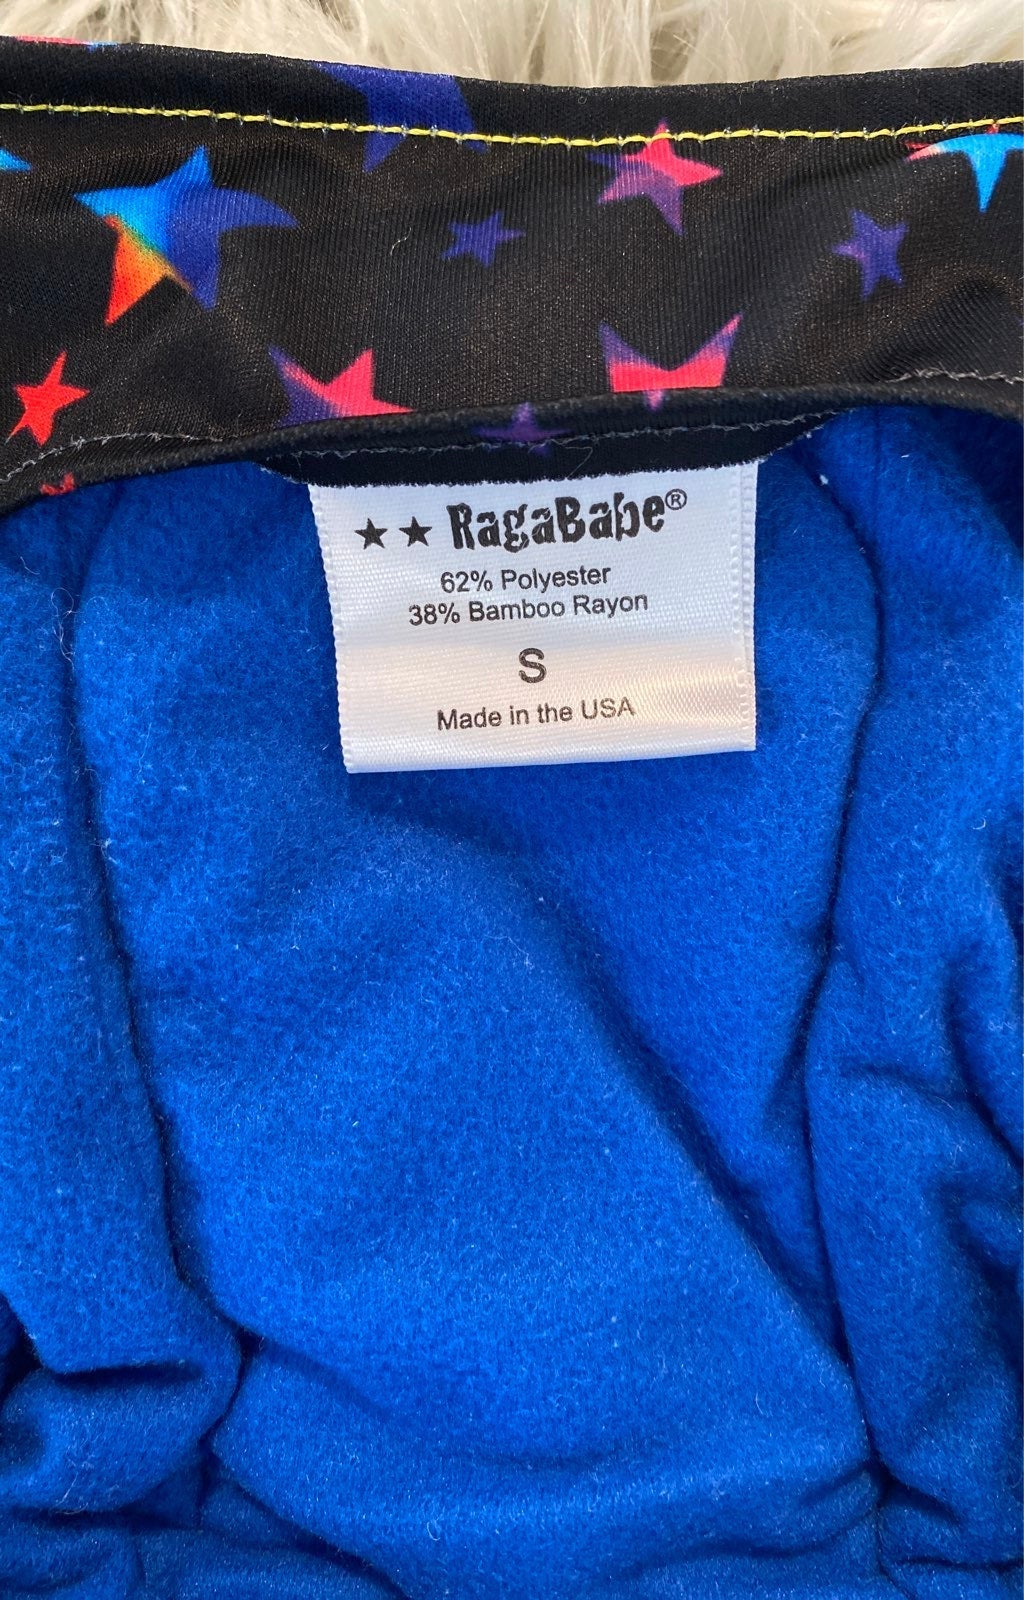 ★★ RagaBabe®
62% Polyester
38% Bamboo Rayon
S
Made in the USA